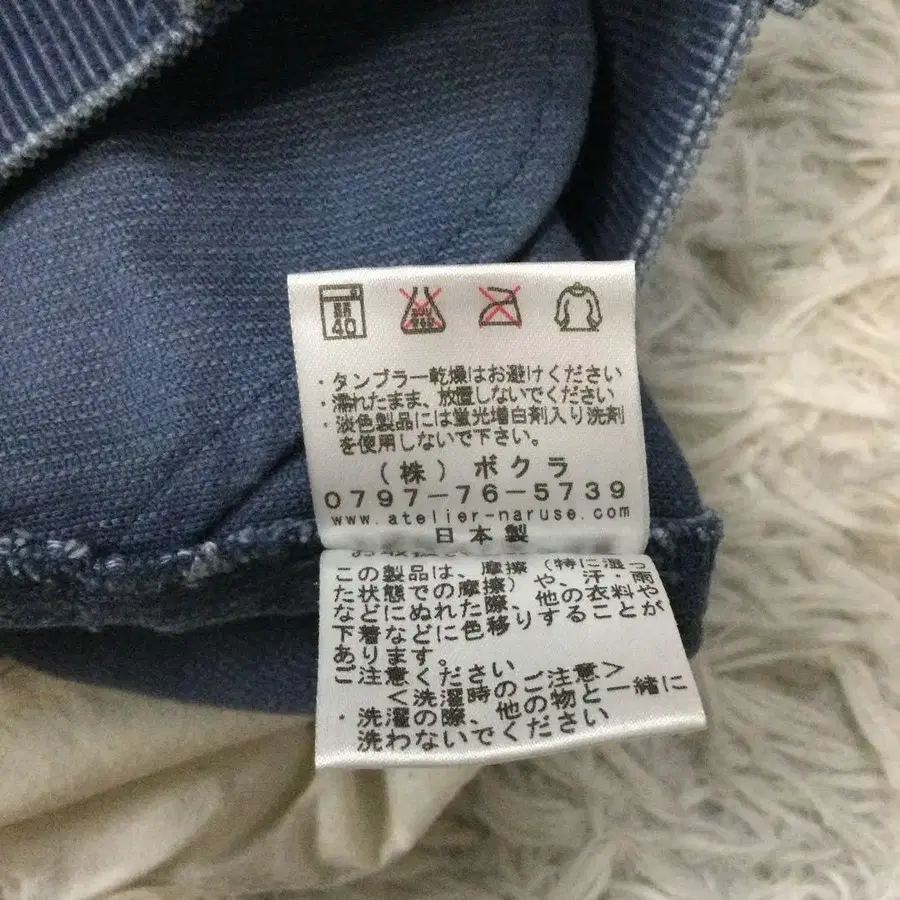 40
・タンブラー乾燥はお避けください
・濡れたまま、放置しないでください
・淡色製品には蛍光増白剤入り洗剤
を使用しないで下さい。
(株) ボクラ
0797-76-5739
www.atelier-naruse.com
日本製
この製品は、摩擦(特に湿っ
た状態での摩擦)や、汗・雨や
などにぬれた際、他の衣料や
下着などに色移りすることが
あります。
ご注意ください
<洗濯時のご注意>
・洗濯の際、他の物と一緒に
洗わないでください